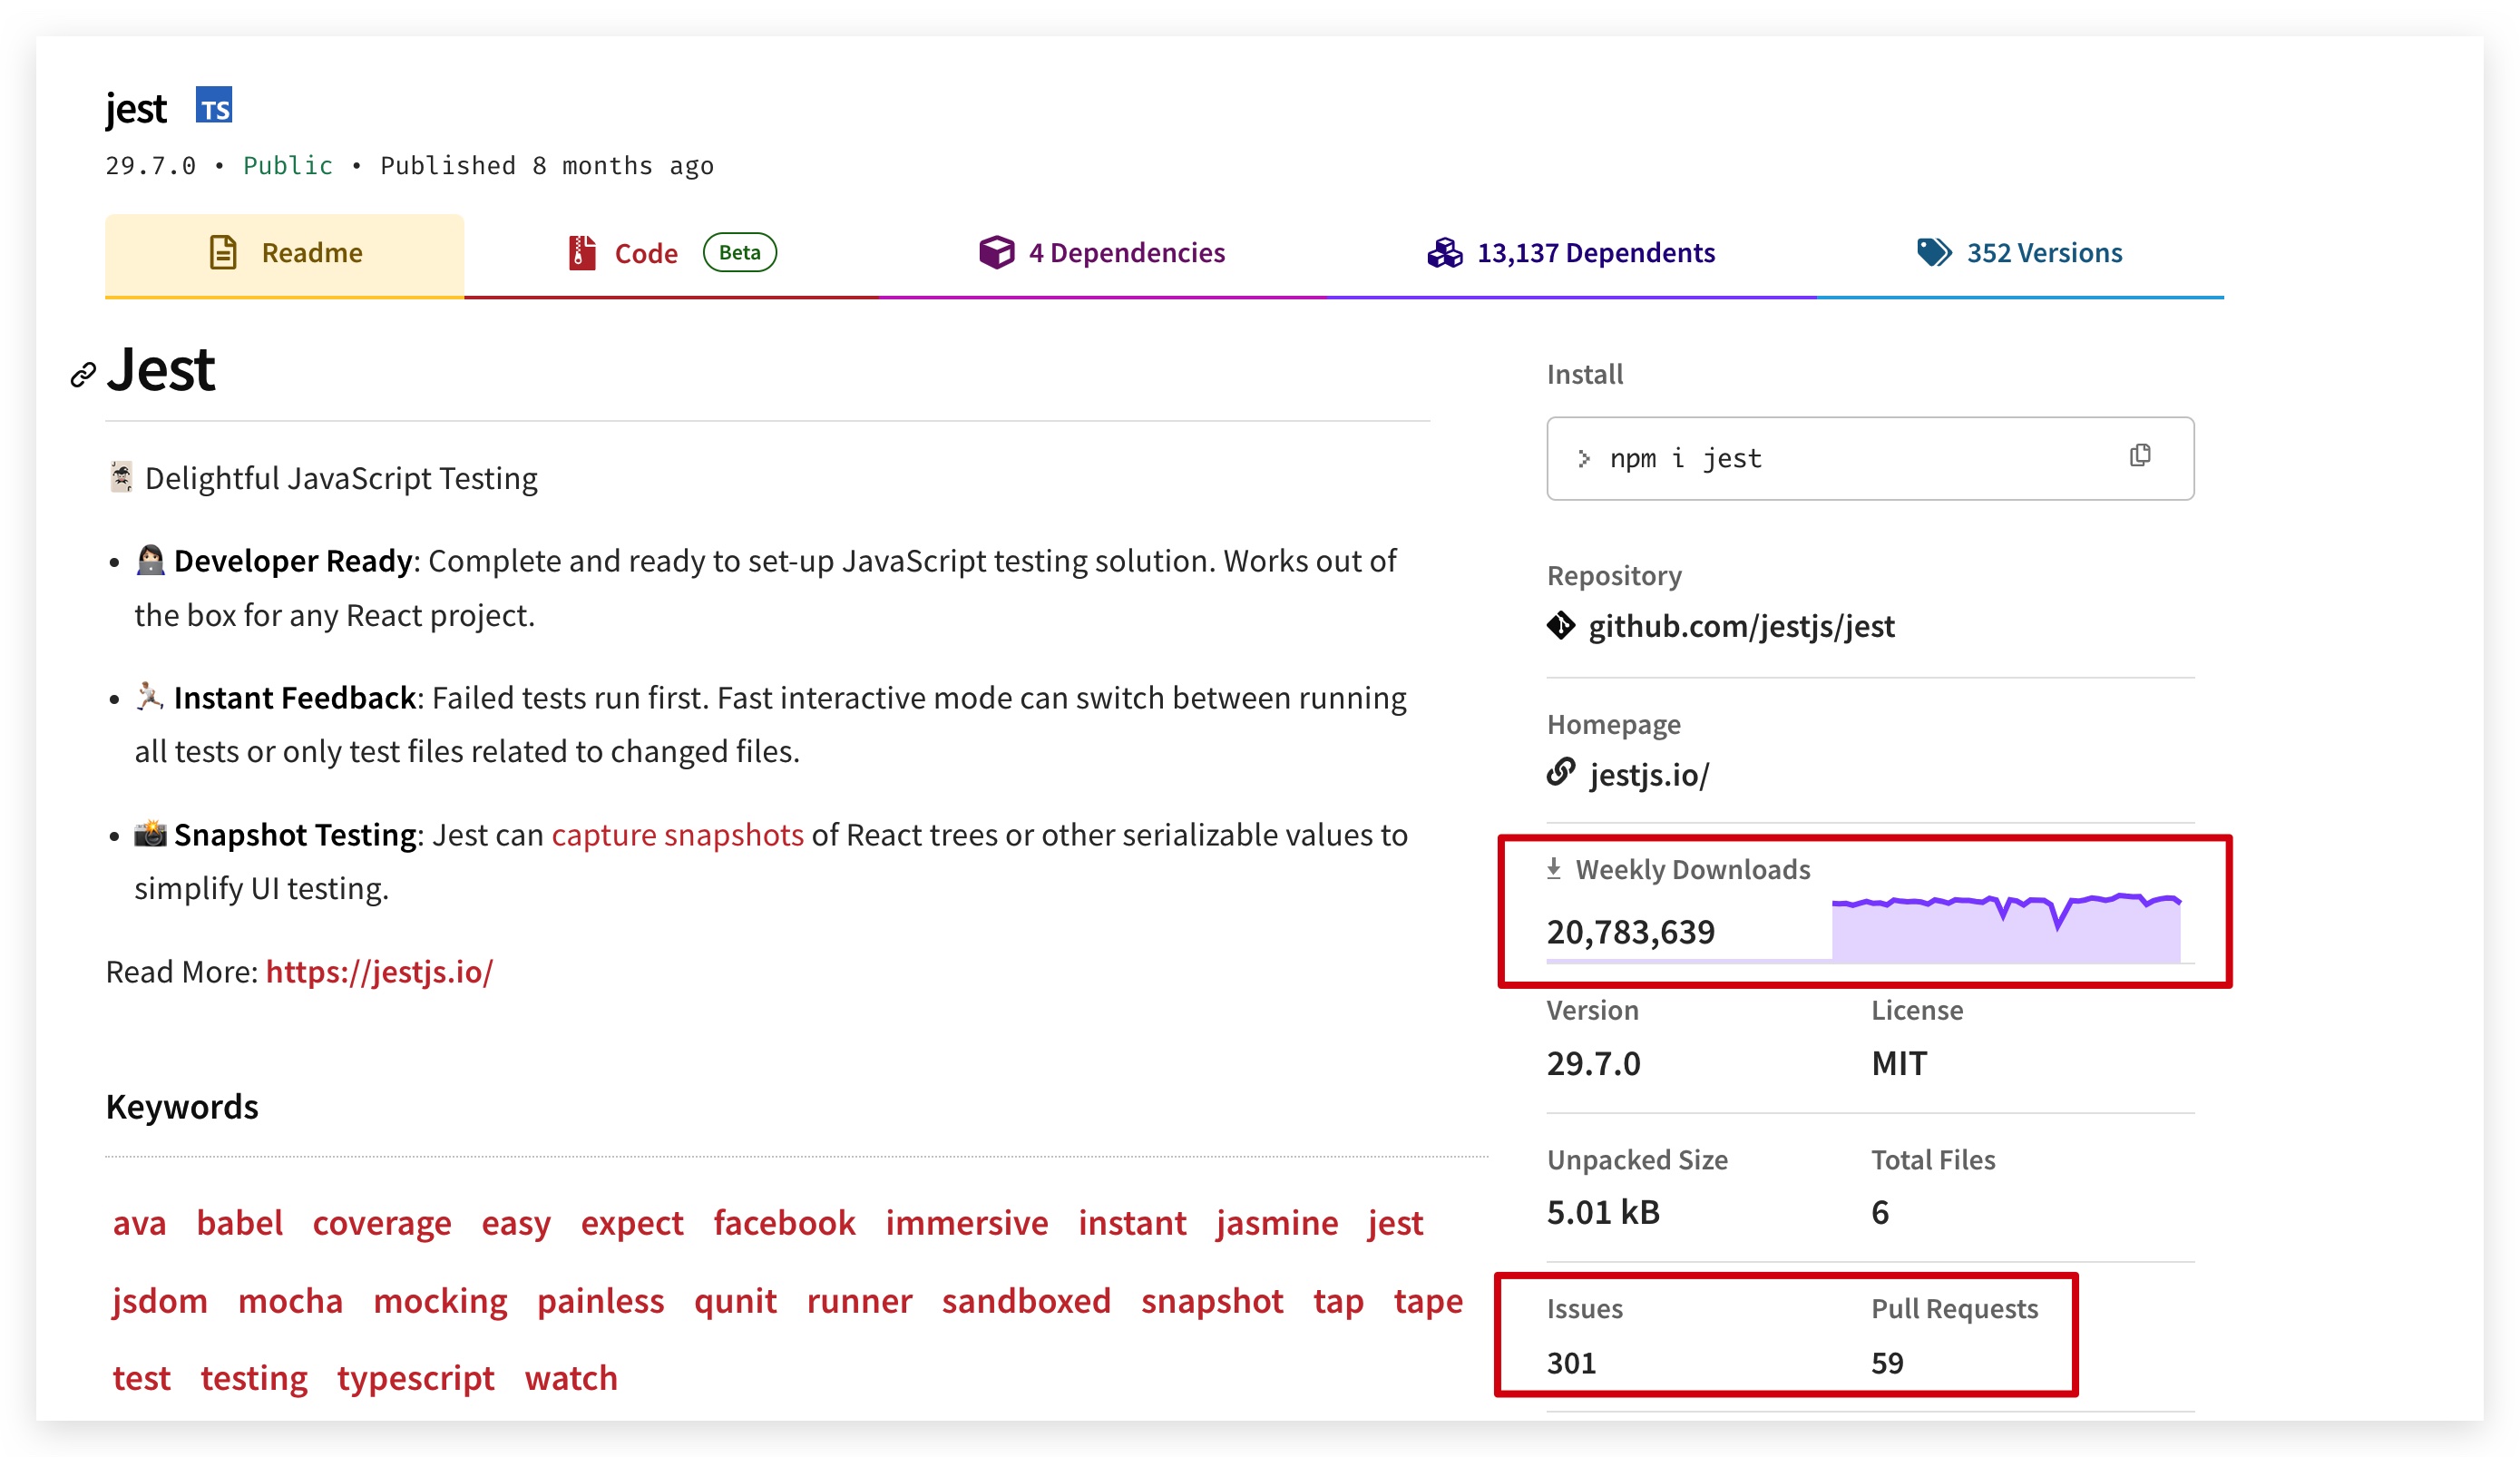 jest TS
29.7.0 • Public • Published 8 months ago
Readme
Code Beta
4 Dependencies
13,137 Dependents
352 Versions
Jest
🃏 Delightful JavaScript Testing
• 👩🏻‍💻 Developer Ready: Complete and ready to set-up JavaScript testing solution. Works out of
the box for any React project.
• 🏃🏽 Instant Feedback: Failed tests run first. Fast interactive mode can switch between running
all tests or only test files related to changed files.
• 📸 Snapshot Testing: Jest can capture snapshots of React trees or other serializable values to
simplify UI testing.
Read More: https://jestjs.io/
Keywords
ava babel coverage easy expect facebook immersive instant jasmine jest
jsdom mocha mocking painless qunit runner sandboxed snapshot tap tape
test testing typescript watch
Install
> npm i jest
Repository
github.com/jestjs/jest
Homepage
jestjs.io/
Weekly Downloads
20,783,639
Version License
29.7.0 MIT
Unpacked Size Total Files
5.01 kB 6
Issues Pull Requests
301 59